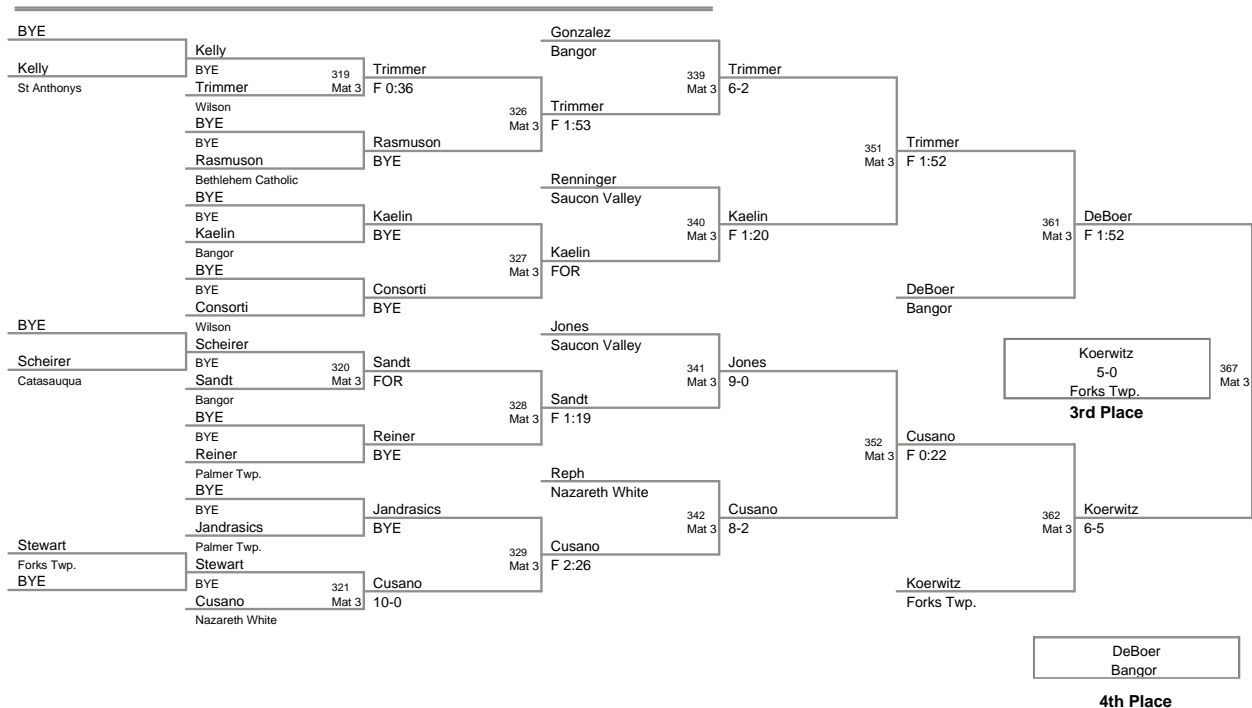 BYE
Kelly
St Anthonys
BYE
Scheirer
Catasauqua
Stewart
Forks Twp.
BYE
Kelly
BYE
Trimmer
Wilson
319
Mat 3
BYE
BYE
Rasmuson
Bethlehem Catholic
BYE
BYE
Kaelin
Bangor
BYE
BYE
Consorti
Wilson
Scheirer
BYE
Sandt
Bangor
320
Mat 3
BYE
BYE
Reiner
Palmer Twp.
BYE
BYE
Jandrasics
Palmer Twp.
Stewart
BYE
Cusano
Nazareth White
321
Mat 3
Trimmer
F 0:36
Rasmuson
BYE
326
Mat 3
Kaelin
BYE
Consorti
BYE
327
Mat 3
Sandt
FOR
Reiner
BYE
328
Mat 3
Jandrasics
BYE
Cusano
10-0
329
Mat 3
Gonzalez
Bangor
Trimmer
F 1:53
339
Mat 3
Renninger
Saucon Valley
Kaelin
FOR
340
Mat 3
Jones
Saucon Valley
Sandt
F 1:19
341
Mat 3
Reph
Nazareth White
Cusano
F 2:26
342
Mat 3
Trimmer
6-2
Kaelin
F 1:20
351
Mat 3
Jones
9-0
Cusano
8-2
352
Mat 3
Trimmer
F 1:52
DeBoer
Bangor
361
Mat 3
Cusano
F 0:22
Koerwitz
Forks Twp.
362
Mat 3
DeBoer
F 1:52
Koerwitz
6-5
367
Mat 3
Koerwitz
5-0
Forks Twp.
3rd Place
DeBoer
Bangor
4th Place